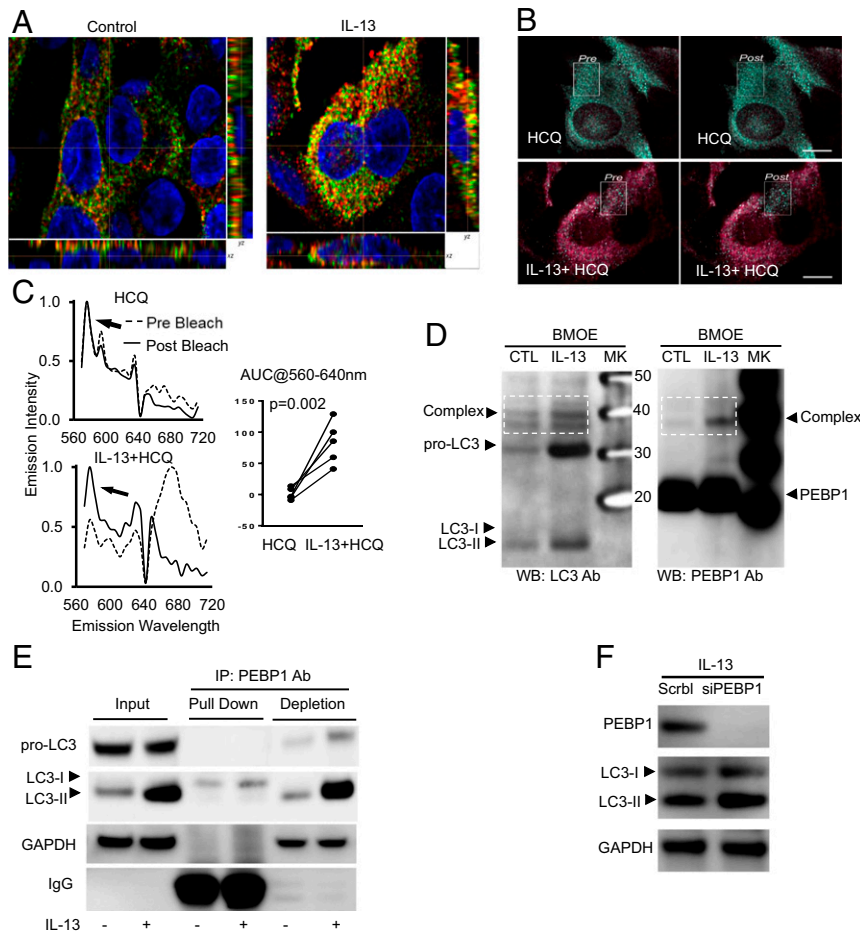 A
Control
IL-13
yz
xz
yz
xz
B
Pre
Post
HCQ
HCQ
Pre
Post
IL-13+ HCQ
IL-13+ HCQ
C
HCQ
1.0
0.5
0.0
Pre Bleach
Post Bleach
560 600 640 680 720
IL-13+HCQ
1.0
0.5
0.0
560 600 640 680 720
Emission Intensity
Emission Wavelength
AUC@560-640nm
p=0.002
150
100
50
0
-50
HCQ IL-13+HCQ
D
BMOE
CTL IL-13 MK
BMOE
CTL IL-13 MK
Complex
pro-LC3
LC3-I
LC3-II
50
40
30
20
Complex
PEBP1
WB: LC3 Ab
WB: PEBP1 Ab
E
IP: PEBP1 Ab
Input Pull Down Depletion
pro-LC3
LC3-I
LC3-II
GAPDH
IgG
IL-13 - + - + - +
F
IL-13
Scrbl siPEBP1
PEBP1
LC3-I
LC3-II
GAPDH